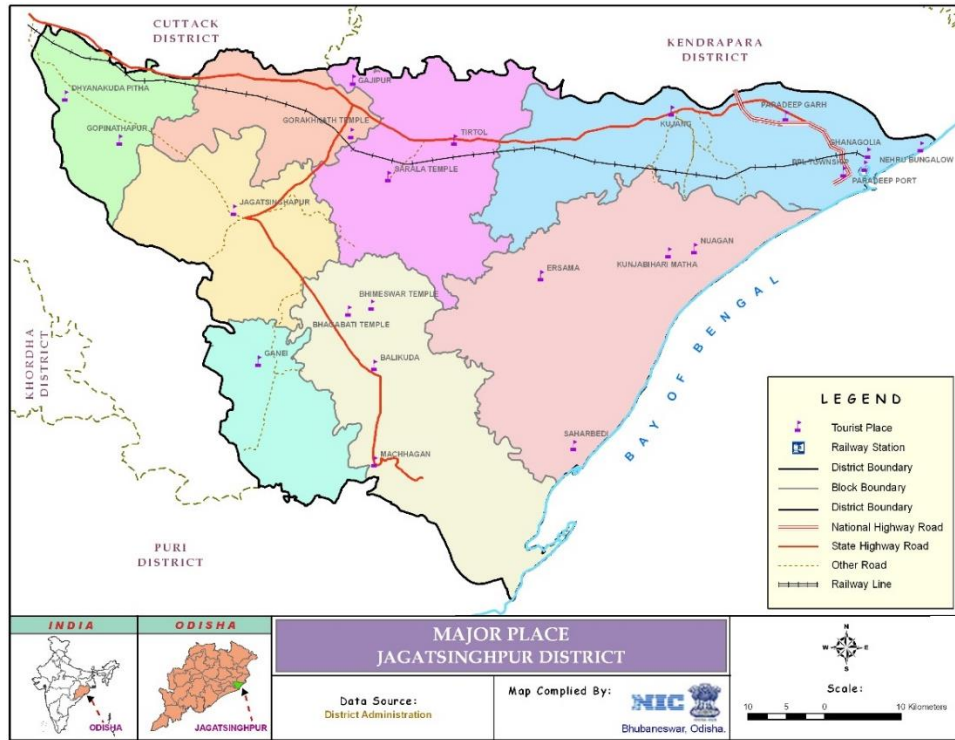 CUTTACK
DISTRICT
KENDRAPARA
DISTRICT
DHYANAKUDA PITHA
GAJIPUR
PARADEEP GARH
GOPINATHAPUR
GORAKHNATH TEMPLE
KUJANG
TIRTOL
BHANAGOLIA
NEHRU BUNGALOW
SARALA TEMPLE
PPL TOWNSHIP
PARADEEP PORT
JAGATSINGHAPUR
NUAGAN
KUNJABIHARI MATHA
ERSAMA
BHIMESWAR TEMPLE
BHAGABATI TEMPLE
KHORDHA
DISTRICT
GANBI
BALIKUDA
BAY OF BENGAL
SAHARBEDI
MACHHAGAN
PURI
DISTRICT
LEGEND
Tourist Place
Railway Station
District Boundary
Block Boundary
District Boundary
National Highway Road
State Highway Road
Other Road
Railway Line
INDIA
ODISHA
ODISHA
JAGATSINGHPUR
MAJOR PLACE
JAGATSINGHPUR DISTRICT
Data Source:
District Administration
Map Complied By:
NIC
Bhubaneswar, Odisha.
N
W E
S
Scale:
10 5 0 10 Kilometers